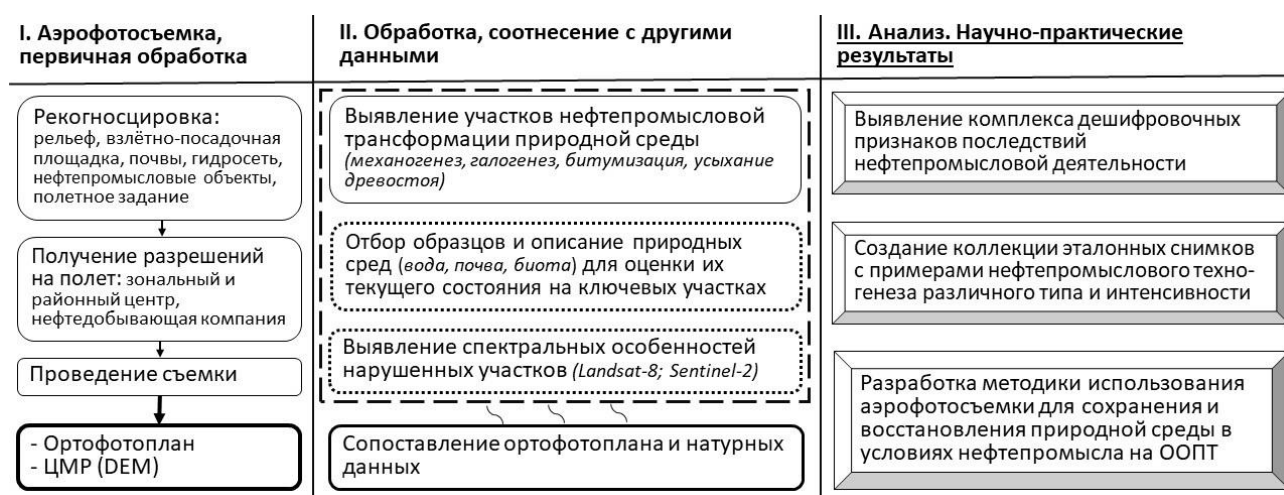 I. Аэрофотосъемка,
первичная обработка
Рекогносцировка:
рельеф, взлётно-посадочная
площадка, почвы, гидросеть,
нефтепромысловые объекты,
полетное задание
Получение разрешений
на полет: зональный и
районный центр,
нефтедобывающая компания
Проведение съемки
- Ортофотоплан
- ЦМР (DEM)
II. Обработка, соотнесение с другими
данными
Выявление участков нефтепромысловой
трансформации природной среды
(механогенез, галогенез, битумизация, усыхание
древостоя)
Отбор образцов и описание природных
сред (вода, почва, биота) для оценки их
текущего состояния на ключевых участках
Выявление спектральных особенностей
нарушенных участков (Landsat-8; Sentinel-2)
Сопоставление ортофотоплана и натурных
данных
III. Анализ. Научно-практические
результаты
Выявление комплекса дешифровочных
признаков последствий
нефтепромысловой деятельности
Создание коллекции эталонных снимков
с примерами нефтепромыслового техно-
генеза различного типа и интенсивности
Разработка методики использования
аэрофотосъемки для сохранения и
восстановления природной среды в
условиях нефтепромысла на ООПТ